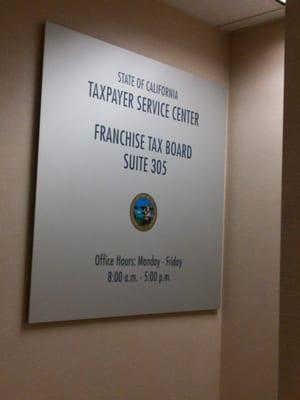 STATE OF CALIFORNIA
TAXPAYER SERVICE CENTER
FRANCHISE TAX BOARD
SUITE 305
Office Hours: Monday - Friday
8:00 a.m. - 5:00 p.m.